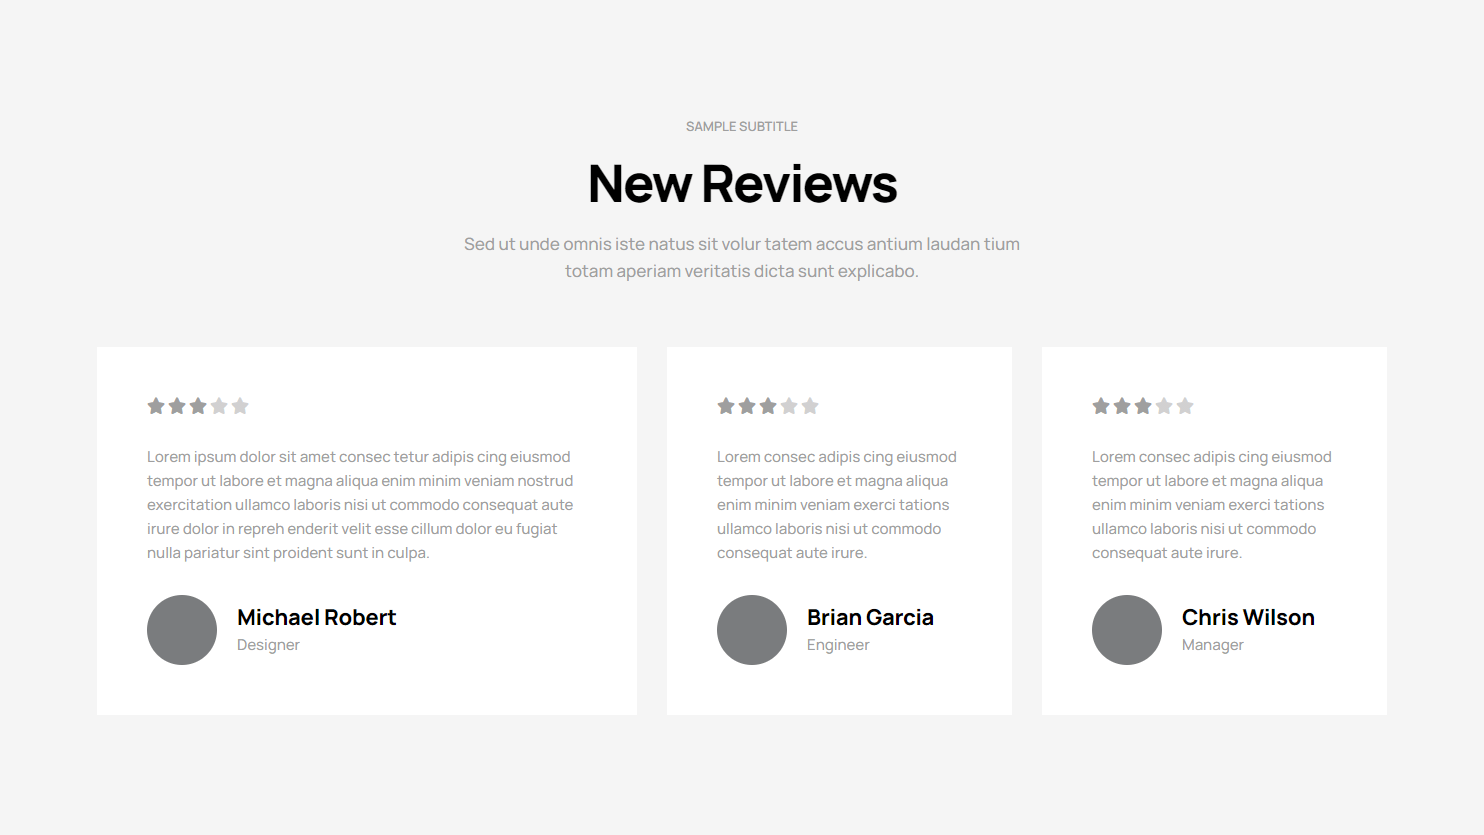 SAMPLE SUBTITLE
New Reviews
Sed ut unde omnis iste natus sit volur tatem accus antium laudan tium
totam aperiam veritatis dicta sunt explicabo.
Lorem ipsum dolor sit amet consec tetur adipis cing eiusmod
tempor ut labore et magna aliqua enim minim veniam nostrud
exercitation ullamco laboris nisi ut commodo consequat aute
irure dolor in repreh enderit velit esse cillum dolor eu fugiat
nulla pariatur sint proident sunt in culpa.
Michael Robert
Designer
Lorem consec adipis cing eiusmod
tempor ut labore et magna aliqua
enim minim veniam exerci tations
ullamco laboris nisi ut commodo
consequat aute irure.
Brian Garcia
Engineer
Lorem consec adipis cing eiusmod
tempor ut labore et magna aliqua
enim minim veniam exerci tations
ullamco laboris nisi ut commodo
consequat aute irure.
Chris Wilson
Manager